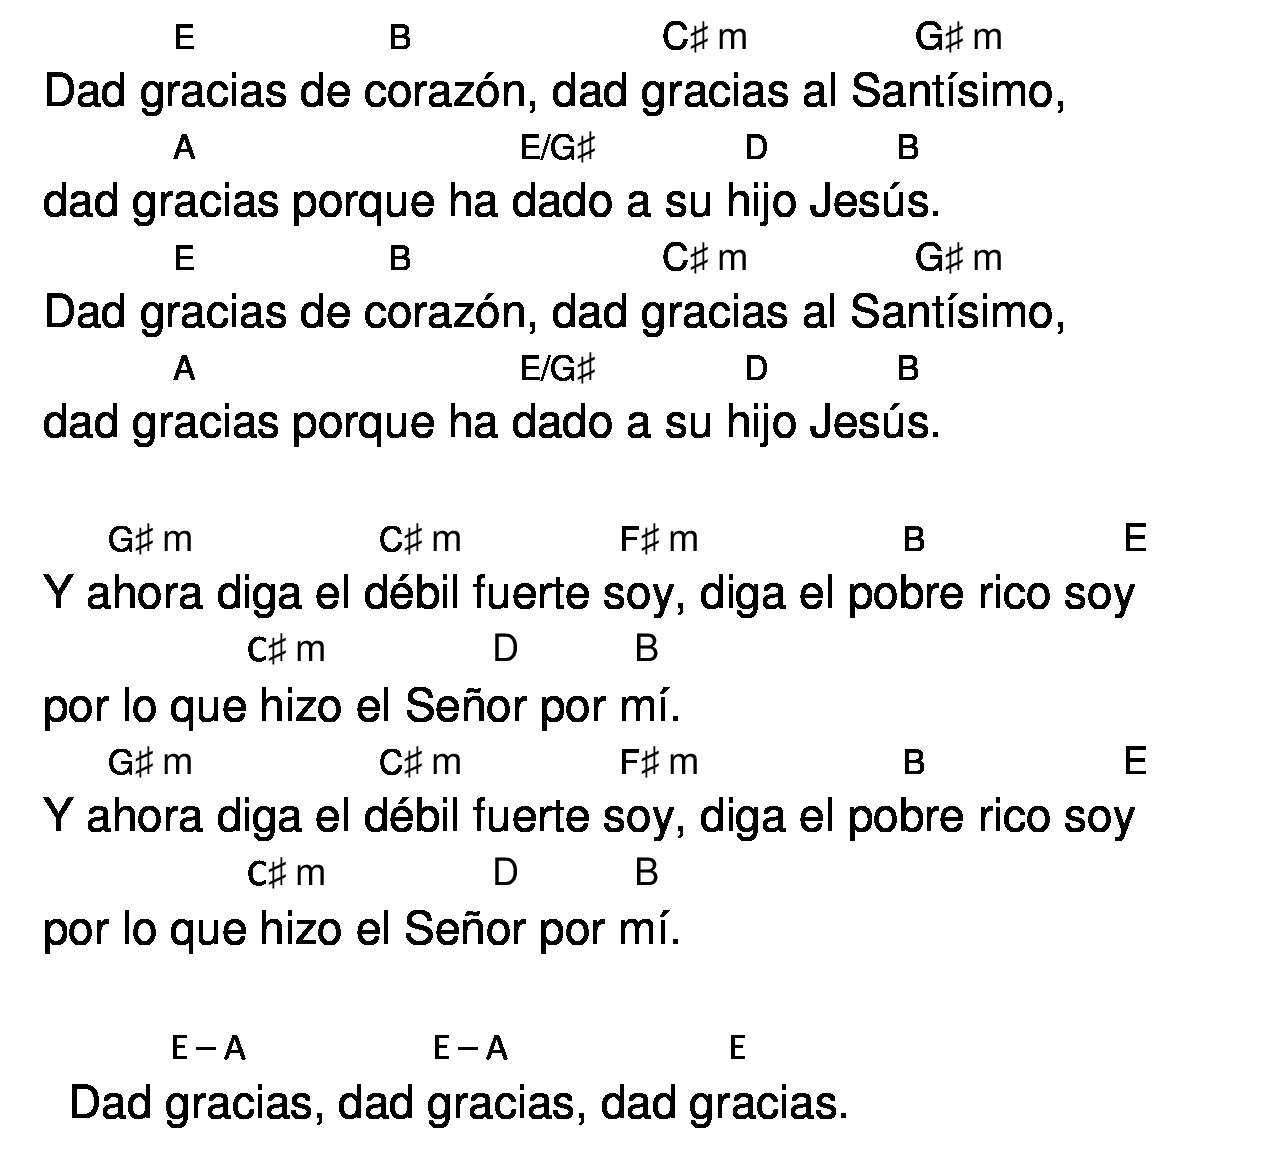 E B C♯ m G♯ m
Dad gracias de corazón, dad gracias al Santísimo,
A E/G♯ D B
dad gracias porque ha dado a su hijo Jesús.
E B C♯ m G♯ m
Dad gracias de corazón, dad gracias al Santísimo,
A E/G♯ D B
dad gracias porque ha dado a su hijo Jesús.
G♯ m C♯ m F♯ m B E
Y ahora diga el débil fuerte soy, diga el pobre rico soy
C♯ m D B
por lo que hizo el Señor por mí.
G♯ m C♯ m F♯ m B E
Y ahora diga el débil fuerte soy, diga el pobre rico soy
C♯ m D B
por lo que hizo el Señor por mí.
E – A E – A E
Dad gracias, dad gracias, dad gracias.